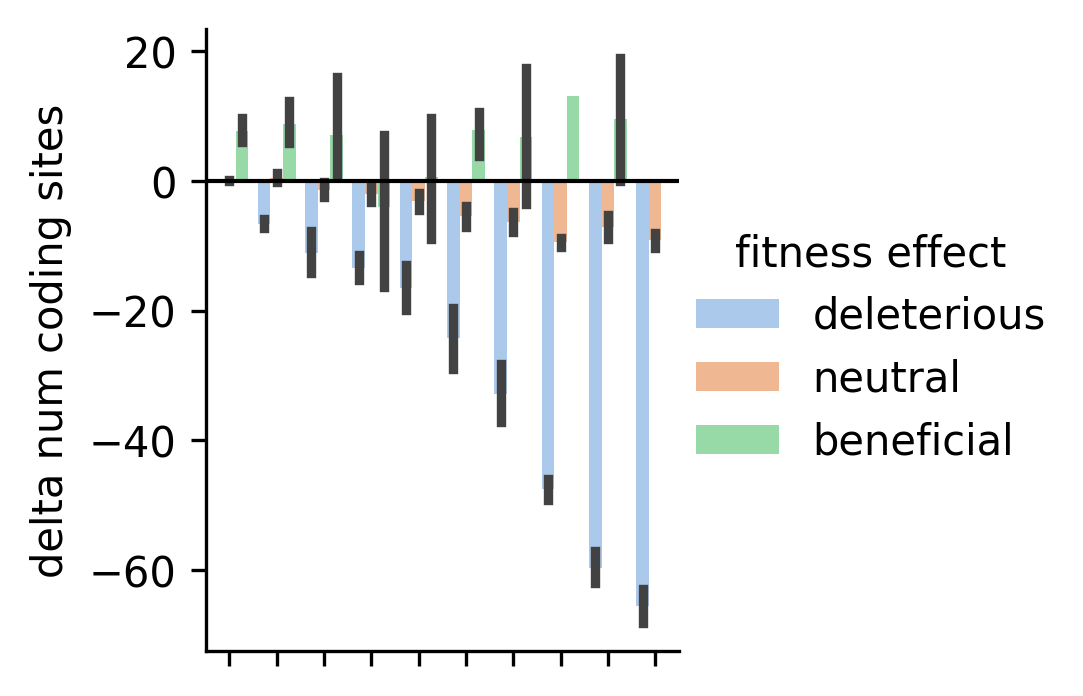 20
0
−20
−40
−60
delta num coding sites
fitness effect
deleterious
neutral
beneficial